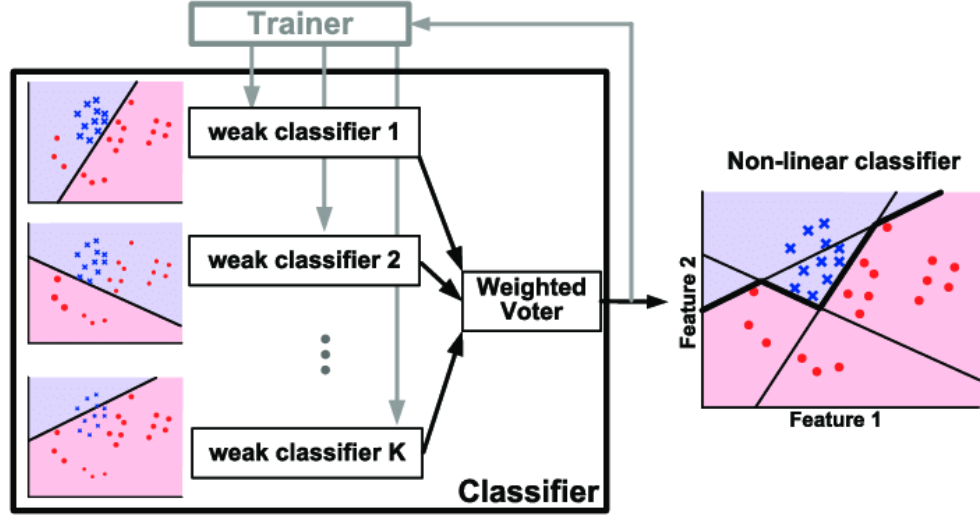 Trainer
weak classifier 1
weak classifier 2
weak classifier K
Weighted
Voter
Classifier
Non-linear classifier
Feature 2
Feature 1